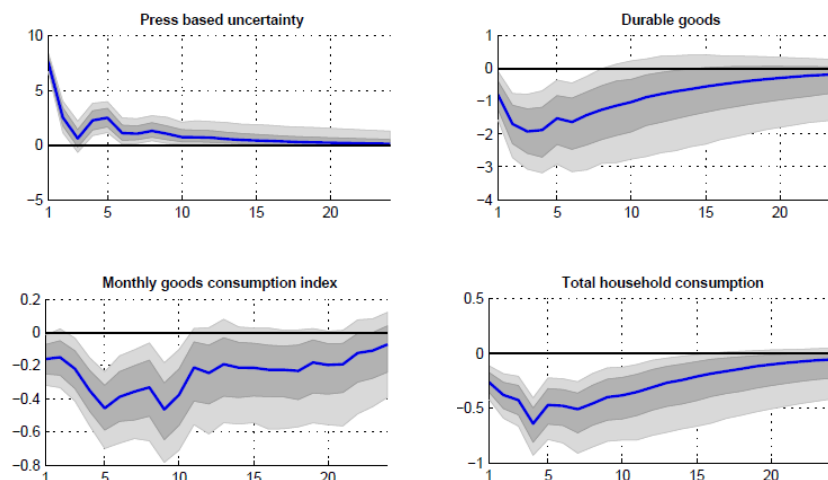 Press based uncertainty
10
5
0
−5
1 5 10 15 20
Durable goods
1
0
−1
−2
−3
−4
1 5 10 15 20
Monthly goods consumption index
0.2
0
−0.2
−0.4
−0.6
−0.8
1 5 10 15 20
Total household consumption
0.5
0
−0.5
−1
1 5 10 15 20